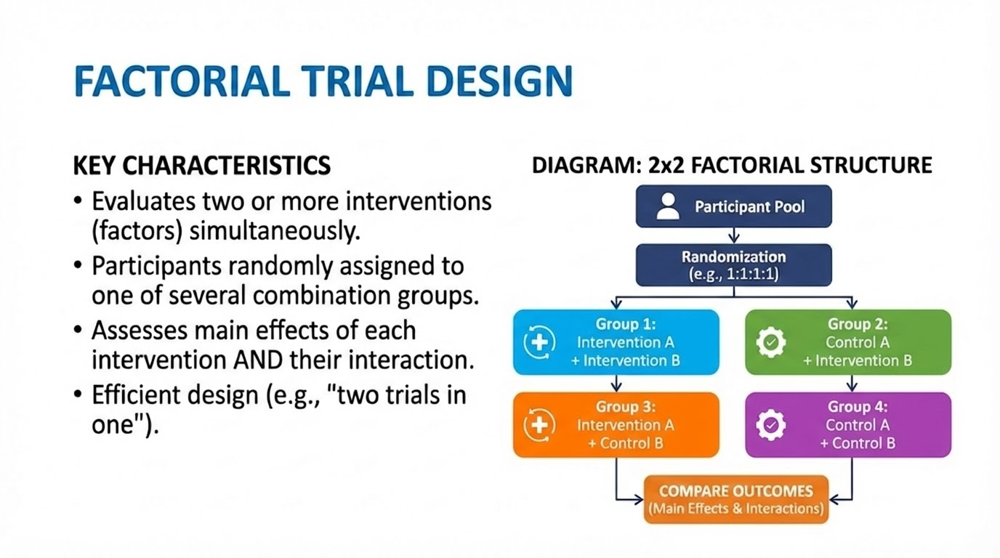 FACTORIAL TRIAL DESIGN
KEY CHARACTERISTICS
• Evaluates two or more interventions
(factors) simultaneously.
• Participants randomly assigned to
one of several combination groups.
• Assesses main effects of each
intervention AND their interaction.
• Efficient design (e.g., "two trials in
one").
DIAGRAM: 2x2 FACTORIAL STRUCTURE
Participant Pool
Randomization
(e.g., 1:1:1:1)
Group 1:
Intervention A
+ Intervention B
Group 2:
Control A
+ Intervention B
Group 3:
Intervention A
+ Control B
Group 4:
Control A
+ Control B
COMPARE OUTCOMES
(Main Effects & Interactions)